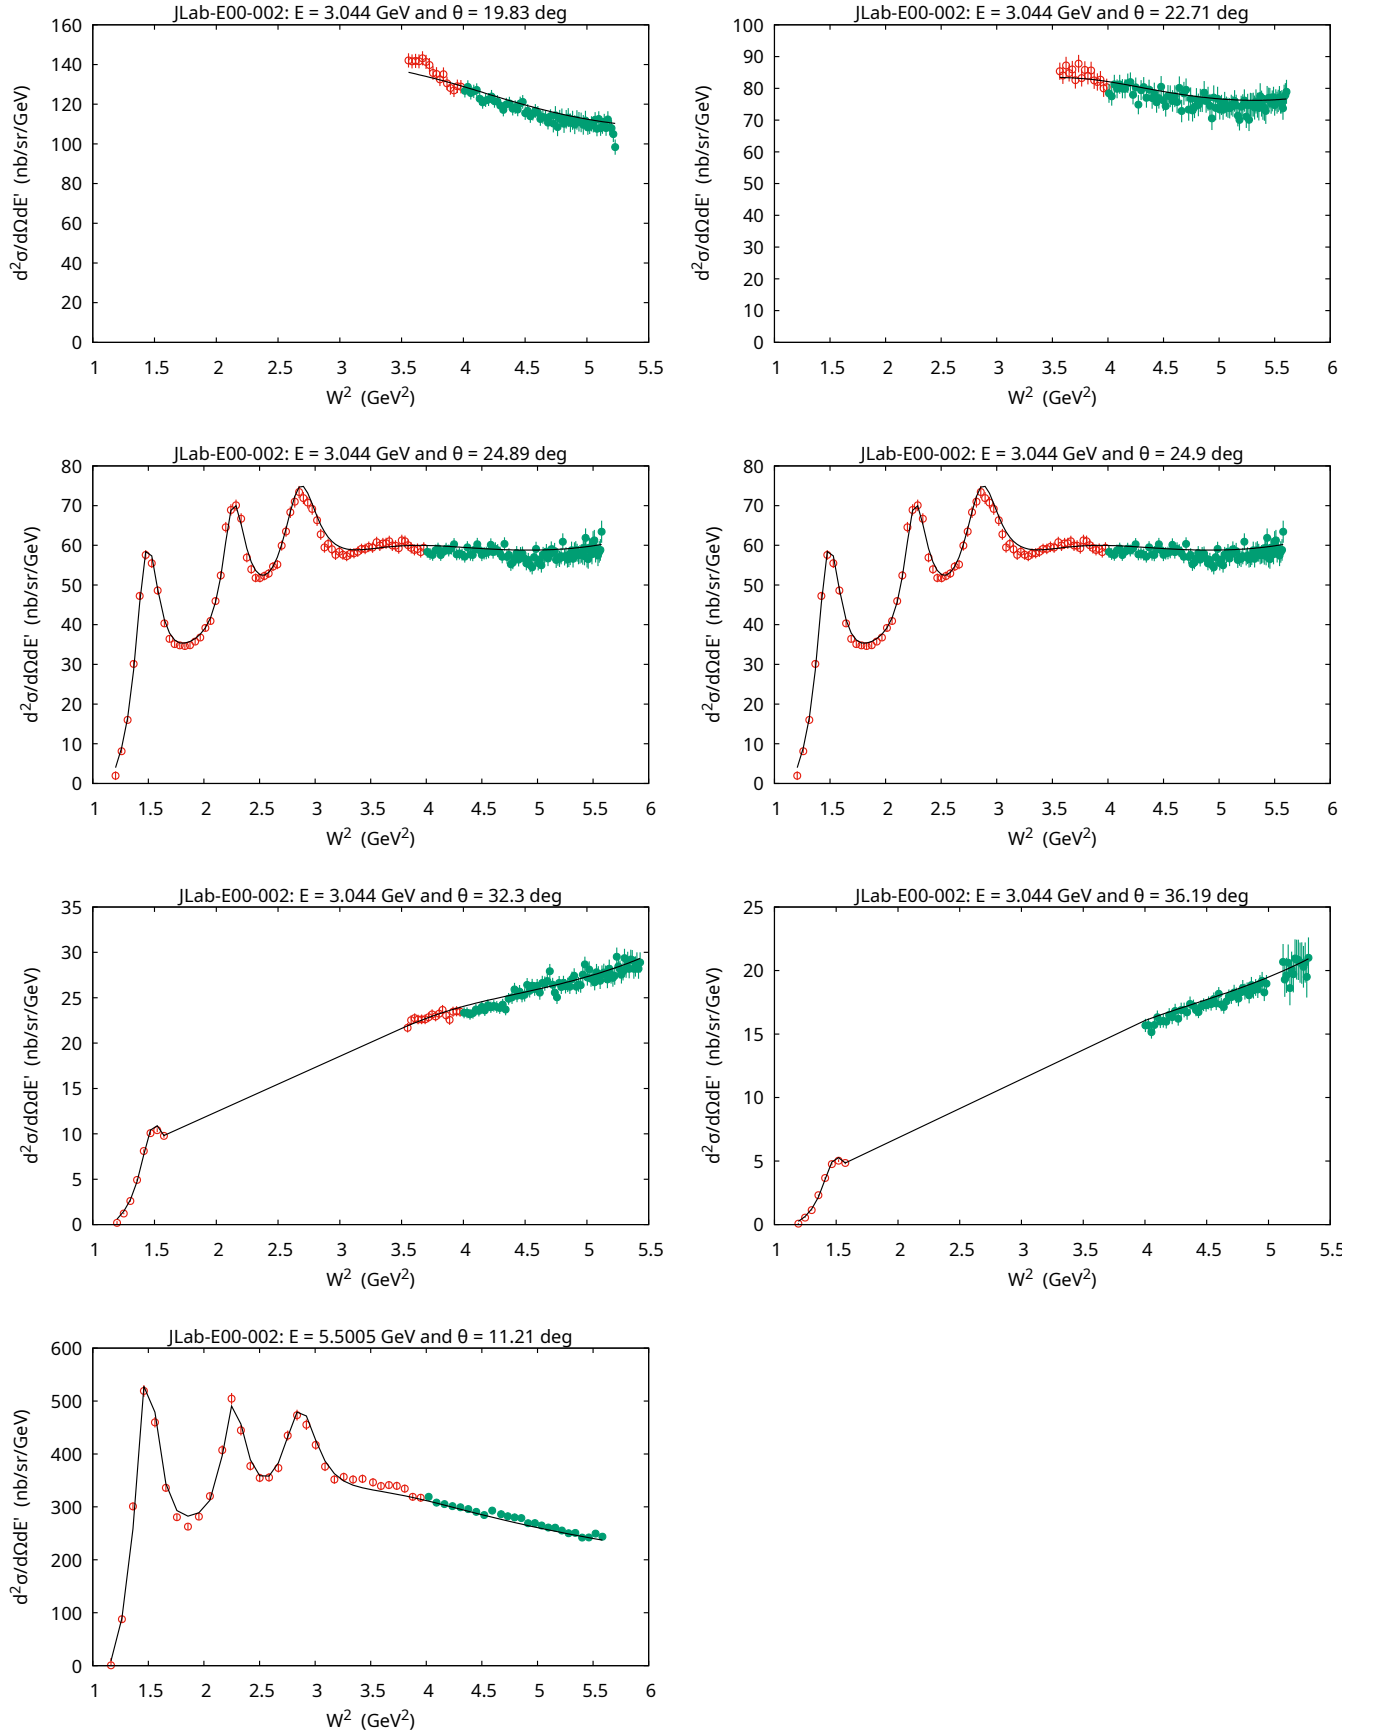 JLab-E00-002: E = 3.044 GeV and θ = 19.83 deg
d²σ/dΩdE' (nb/sr/GeV)
160
140
120
100
80
60
40
20
0
1 1.5 2 2.5 3 3.5 4 4.5 5 5.5
W² (GeV²)
JLab-E00-002: E = 3.044 GeV and θ = 22.71 deg
d²σ/dΩdE' (nb/sr/GeV)
100
90
80
70
60
50
40
30
20
10
0
1 1.5 2 2.5 3 3.5 4 4.5 5 5.5 6
W² (GeV²)
JLab-E00-002: E = 3.044 GeV and θ = 24.89 deg
d²σ/dΩdE' (nb/sr/GeV)
80
70
60
50
40
30
20
10
0
1 1.5 2 2.5 3 3.5 4 4.5 5 5.5 6
W² (GeV²)
JLab-E00-002: E = 3.044 GeV and θ = 24.9 deg
d²σ/dΩdE' (nb/sr/GeV)
80
70
60
50
40
30
20
10
0
1 1.5 2 2.5 3 3.5 4 4.5 5 5.5 6
W² (GeV²)
JLab-E00-002: E = 3.044 GeV and θ = 32.3 deg
d²σ/dΩdE' (nb/sr/GeV)
35
30
25
20
15
10
5
0
1 1.5 2 2.5 3 3.5 4 4.5 5 5.5
W² (GeV²)
JLab-E00-002: E = 3.044 GeV and θ = 36.19 deg
d²σ/dΩdE' (nb/sr/GeV)
25
20
15
10
5
0
1 1.5 2 2.5 3 3.5 4 4.5 5 5.5
W² (GeV²)
JLab-E00-002: E = 5.5005 GeV and θ = 11.21 deg
d²σ/dΩdE' (nb/sr/GeV)
600
500
400
300
200
100
0
1 1.5 2 2.5 3 3.5 4 4.5 5 5.5 6
W² (GeV²)